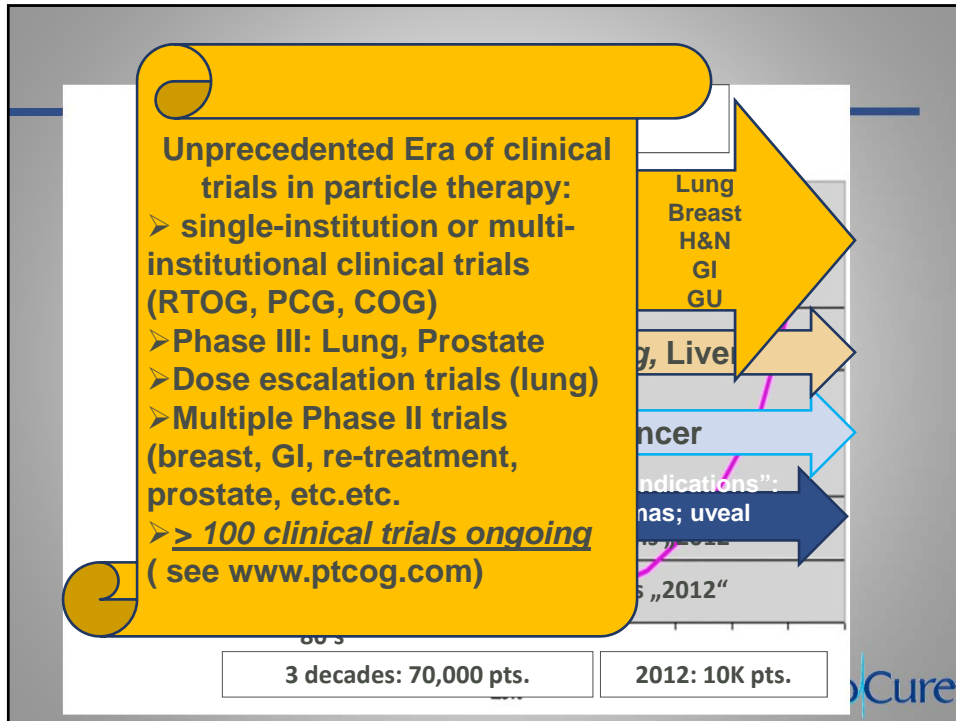 Unprecedented Era of clinical
trials in particle therapy:
➢ single-institution or multi-
institutional clinical trials
(RTOG, PCG, COG)
➢Phase III: Lung, Prostate
➢Dose escalation trials (lung)
➢Multiple Phase II trials
(breast, GI, re-treatment,
prostate, etc.etc.
➢> 100 clinical trials ongoing
( see www.ptcog.com)
Lung
Breast
H&N
GI
GU
Liver
uveal
„2012
„2012“
80's
3 decades: 70,000 pts.
2012: 10K pts.
Cure